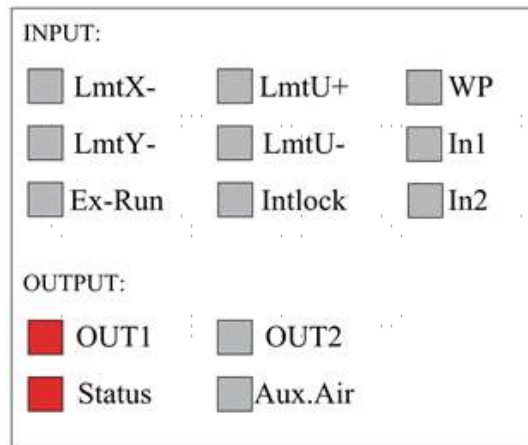 INPUT:
LmtX- LmtU+ WP
LmtY- LmtU- In1
Ex-Run Intlock In2
OUTPUT:
OUT1 OUT2
Status Aux.Air